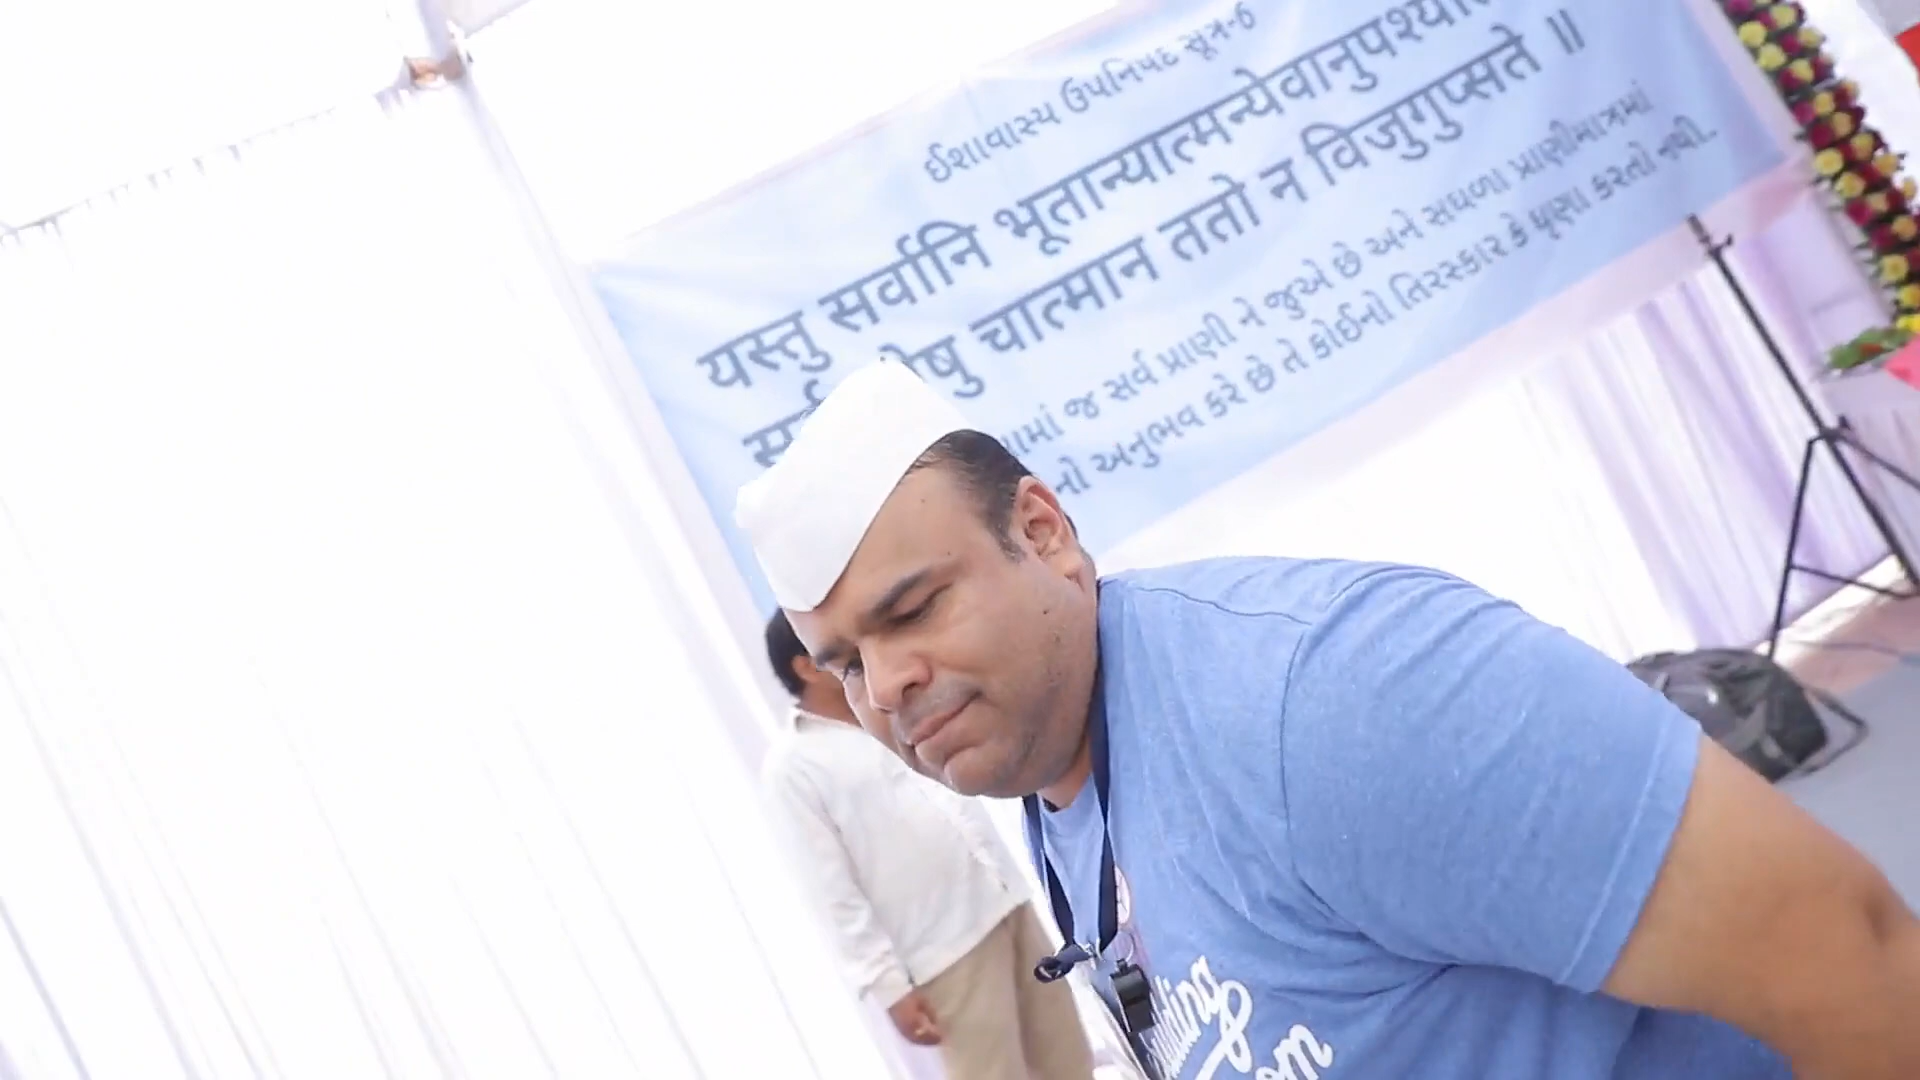 ઈશાવાસ્ય ઉપનિષદ સૂત્ર-6
यस्तु सर्वानि भूतान्यात्मन्येवानुपश्यति
चात्मान ततो न विजुगुप्सते ॥
જ સર્વ પ્રાણી ને જુએ છે અને સઘળા પ્રાણીમાત્રમાં
અનુભવ કરે છે તે કોઈનો તિરસ્કાર કે ઘૃણા કરતો નથી.